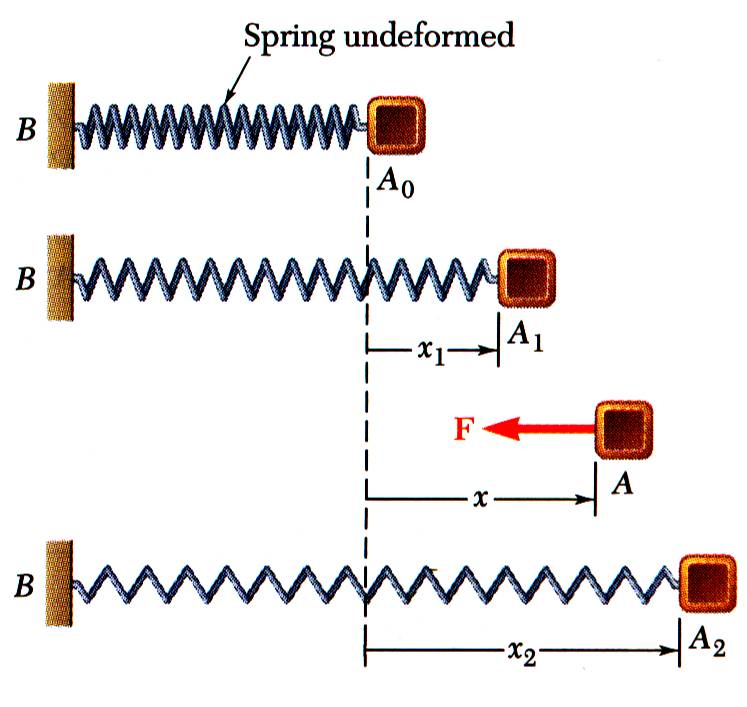 Spring undeformed
B
A0
B
x1
A1
F
x
A
B
x2
A2